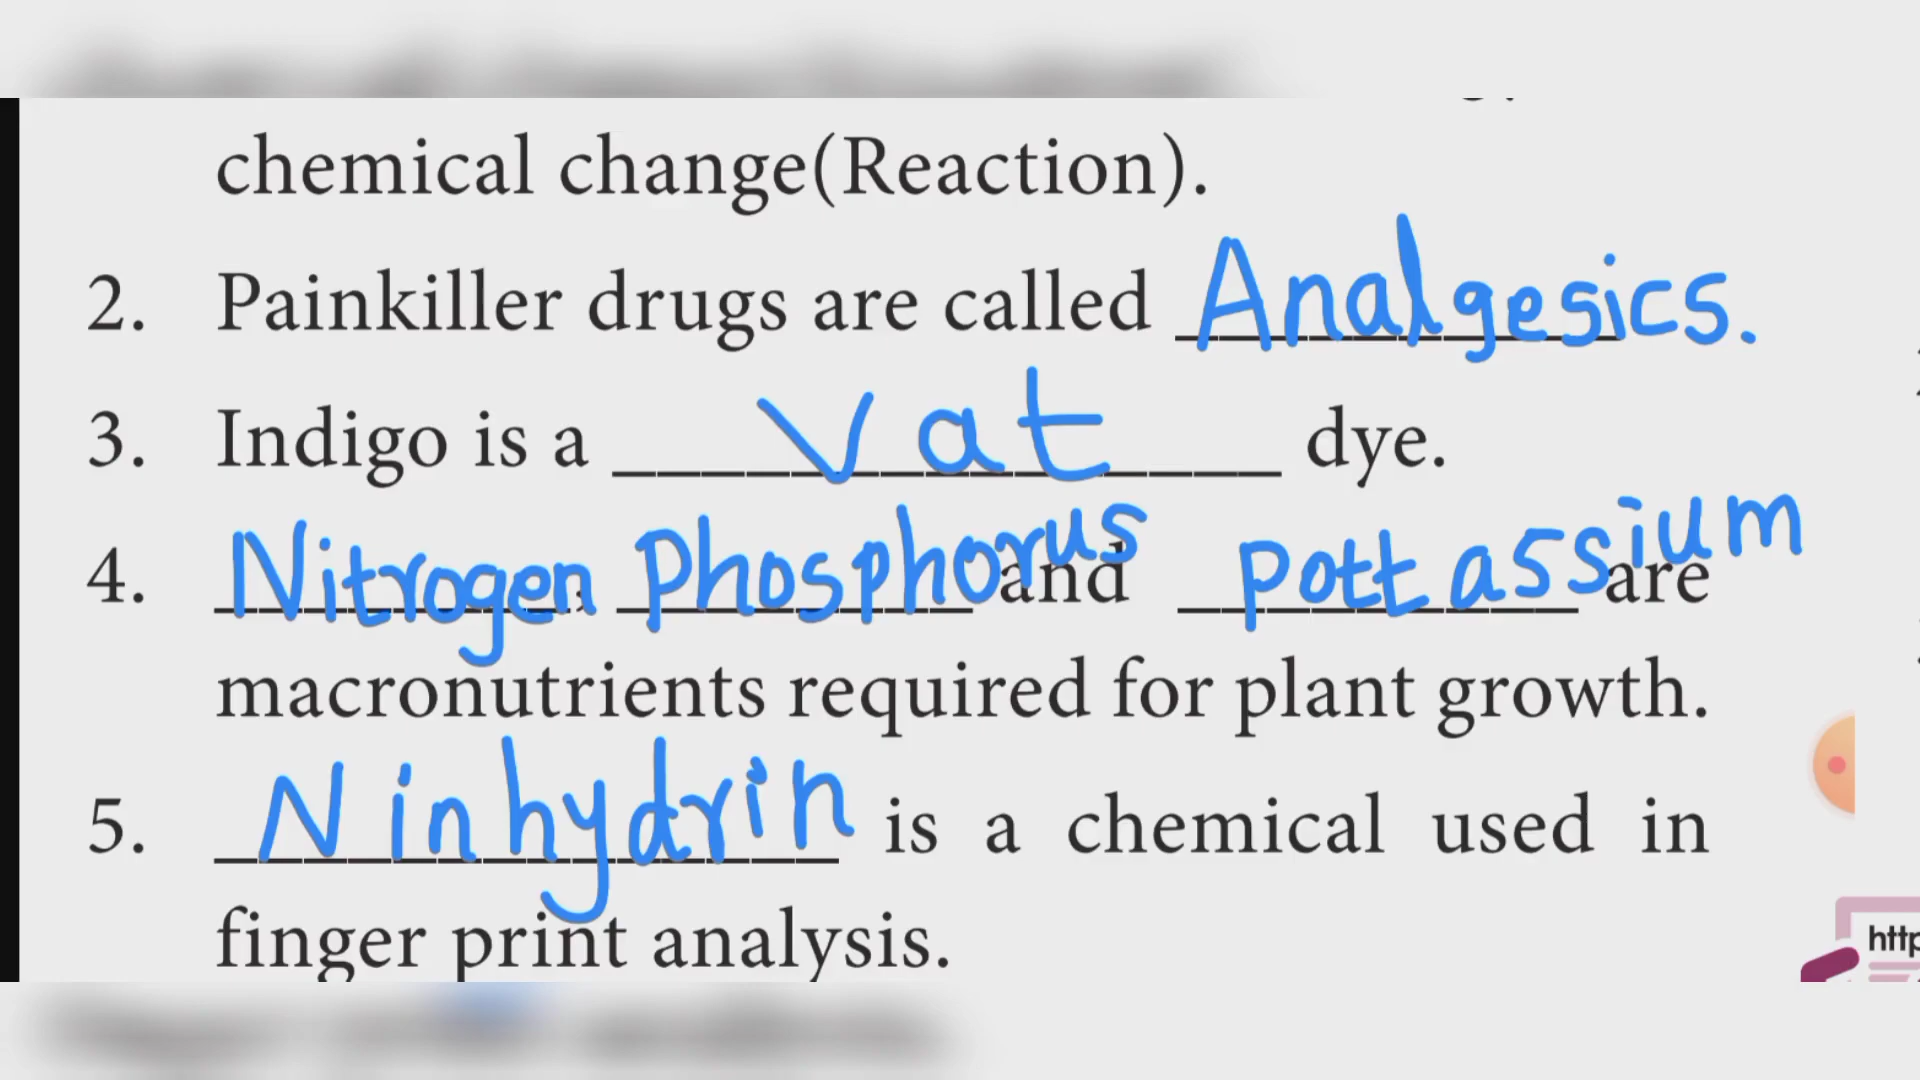 chemical change(Reaction).
2. Painkiller drugs are called Analgesics.
3. Indigo is a Vat dye.
4. Nitrogen, Phosphorus and Pottassium are
macronutrients required for plant growth.
5. Ninhydrin is a chemical used in
finger print analysis.
http